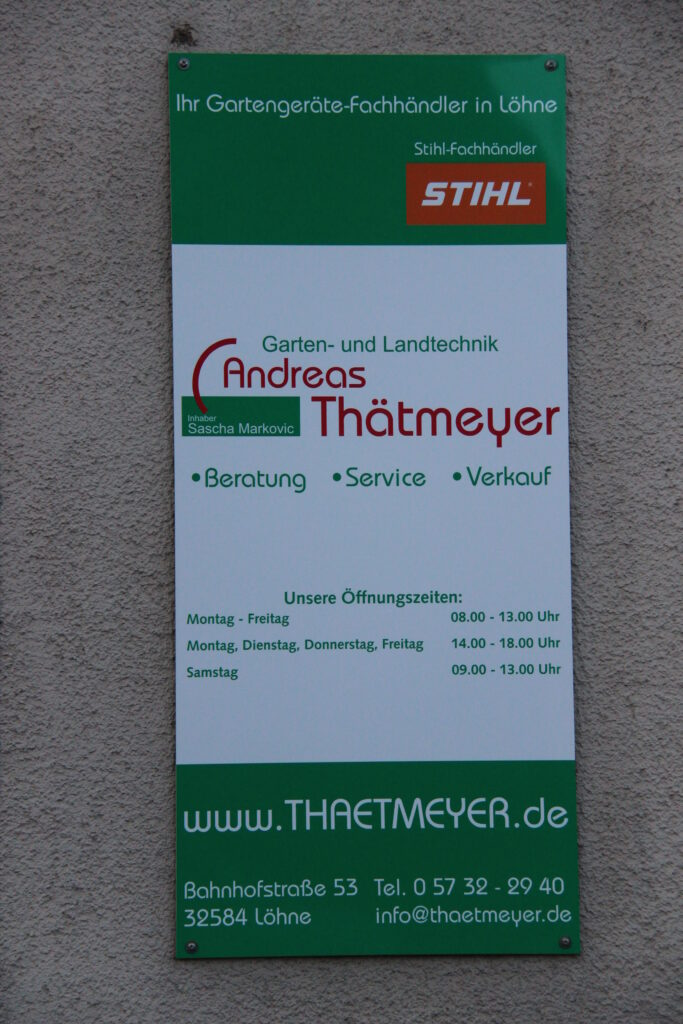 Ihr Gartengeräte-Fachhändler in Löhne
Stihl-Fachhändler
STIHL®
Garten- und Landtechnik
Andreas
Thätmeyer
Inhaber
Sascha Markovic
•Beratung •Service •Verkauf
Unsere Öffnungszeiten:
Montag - Freitag 08.00 - 13.00 Uhr
Montag, Dienstag, Donnerstag, Freitag 14.00 - 18.00 Uhr
Samstag 09.00 - 13.00 Uhr
www.THAETMEYER.de
Bahnhofstraße 53 Tel. 0 57 32 - 29 40
32584 Löhne info@thaetmeyer.de